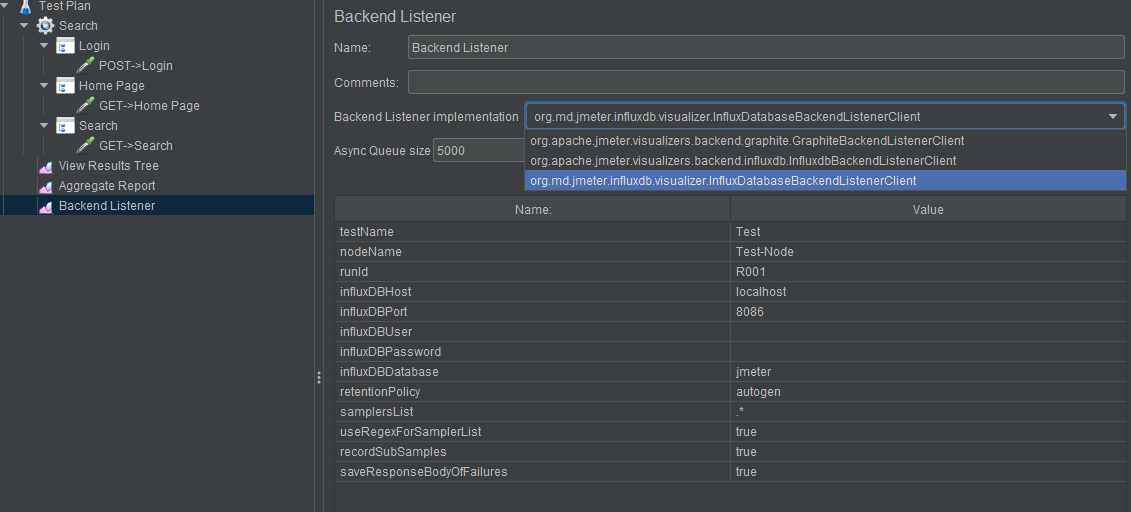 Test Plan
Search
Login
POST->Login
Home Page
GET->Home Page
Search
GET->Search
View Results Tree
Aggregate Report
Backend Listener
Backend Listener
Name: Backend Listener
Comments:
Backend Listener implementation org.md.jmeter.influxdb.visualizer.InfluxDatabaseBackendListenerClient
org.apache.jmeter.visualizers.backend.graphite.GraphiteBackendListenerClient
Async Queue size 5000
org.apache.jmeter.visualizers.backend.influxdb.InfluxdbBackendListenerClient
org.md.jmeter.influxdb.visualizer.InfluxDatabaseBackendListenerClient
Name: Value
testName Test
nodeName Test-Node
runId R001
influxDBHost localhost
influxDBPort 8086
influxDBUser
influxDBPassword
influxDBDatabase jmeter
retentionPolicy autogen
samplersList .*
useRegexForSamplerList true
recordSubSamples true
saveResponseBodyOfFailures true